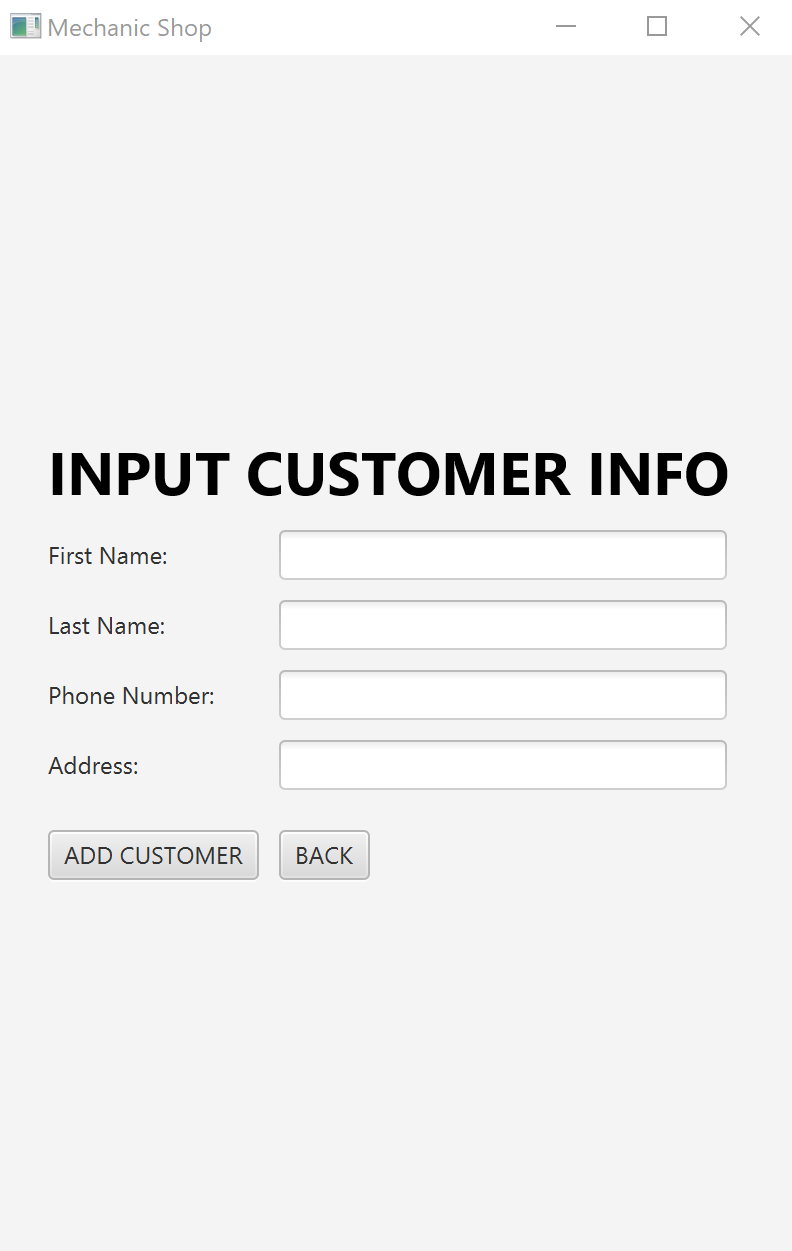 Mechanic Shop
INPUT CUSTOMER INFO
First Name:
Last Name:
Phone Number:
Address:
ADD CUSTOMER BACK